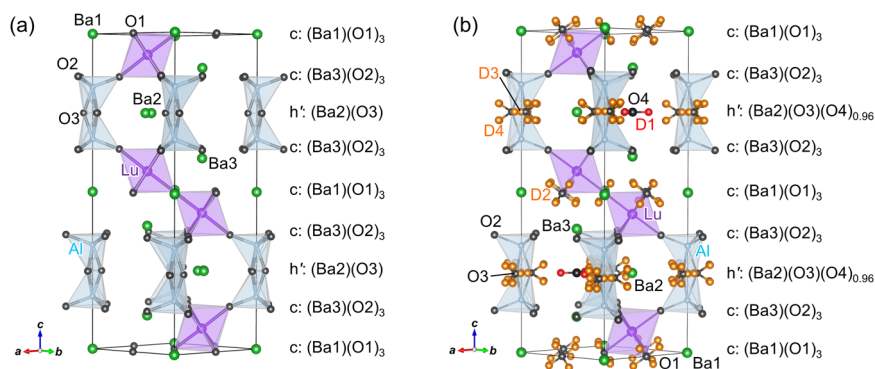 (a)
Ba1
O1
c: (Ba1)(O1)₃
O2
c: (Ba3)(O2)₃
Ba2
O3
h': (Ba2)(O3)
c: (Ba3)(O2)₃
Ba3
Lu
c: (Ba1)(O1)₃
c: (Ba3)(O2)₃
Al
h': (Ba2)(O3)
c: (Ba3)(O2)₃
c
a
b
c: (Ba1)(O1)₃
(b)
c: (Ba1)(O1)₃
D3
c: (Ba3)(O2)₃
O4
h': (Ba2)(O3)(O4)₀.₉₆
D4
D1
c: (Ba3)(O2)₃
D2
c: (Ba1)(O1)₃
Lu
O2
Ba3
c: (Ba3)(O2)₃
Al
O3
h': (Ba2)(O3)(O4)₀.₉₆
Ba2
c: (Ba3)(O2)₃
c
a
b
c: (Ba1)(O1)₃
O1
Ba1